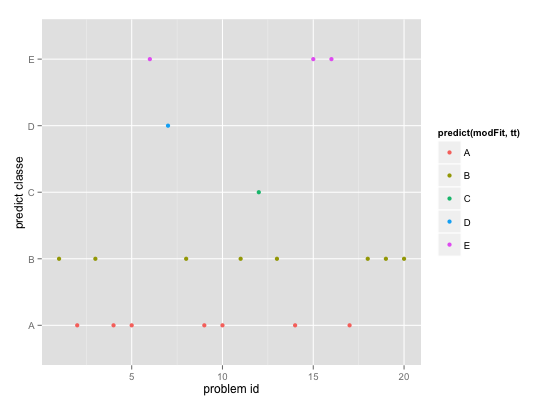 E
D
C
B
A
predict classe
5 10 15 20
problem id
predict(modFit, tt)
A
B
C
D
E